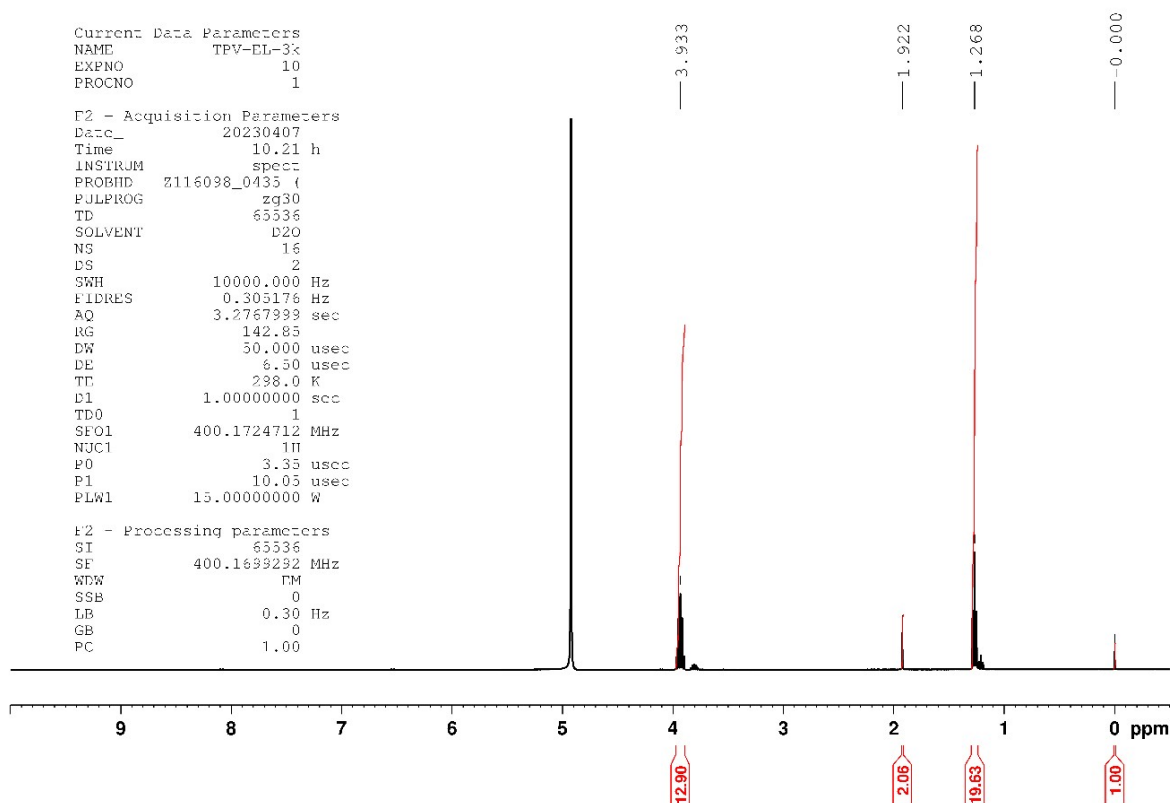 Current Data Parameters
NAME TPV-EL-3k
EXPNO 10
PROCNO 1
F2 - Acquisition Parameters
Date_ 20230407
Time 10.21 h
INSTRUM spect
PROBHD Z116098_0435 (
PULPROG zg30
TD 65536
SOLVENT D2O
NS 16
DS 2
SWH 10000.000 Hz
FIDRES 0.305176 Hz
AQ 3.2767999 sec
RG 142.85
DW 50.000 usec
DE 6.50 usec
TE 298.0 K
D1 1.00000000 sec
TD0 1
SFO1 400.1724712 MHz
NUC1 1H
P0 3.35 usec
P1 10.05 usec
PLW1 15.00000000 W
F2 - Processing parameters
SI 65536
SF 400.1699292 MHz
WDW EM
SSB 0
LB 0.30 Hz
GB 0
PC 1.00
3.933
1.922
1.268
-0.000
9 8 7 6 5 4 3 2 1 0 ppm
12.90
2.06
19.63
1.00